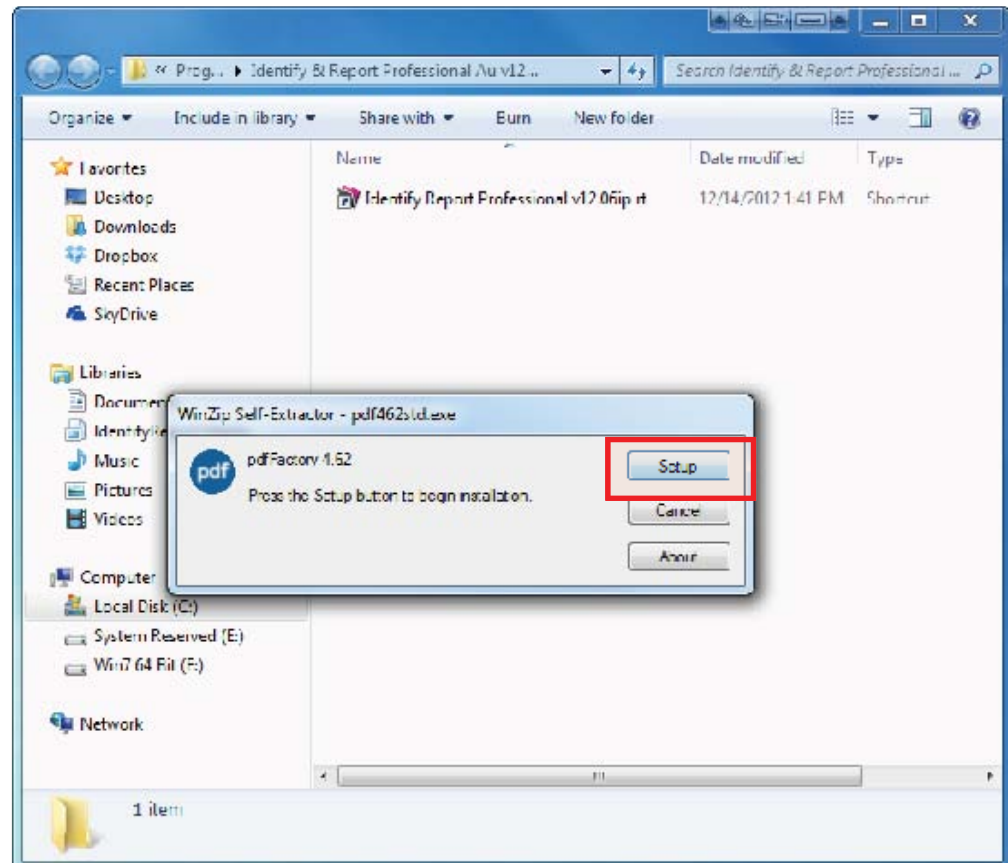 « Prog... ▸ Identify & Report Professional Au v12...
Search Identify & Report Professional ...
Organize
Include in library
Share with
Burn
New folder
Name
Date modified
Type
Favorites
Desktop
Downloads
Dropbox
Recent Places
SkyDrive
Identify Report Professional
12/14/2012 1:41 PM
Shortcut
Libraries
Music
Pictures
Videos
Computer
Local Disk (C:)
System Reserved (E:)
Win7 64 Bit (F:)
Network
WinZip Self-Extractor - pdf462std.exe
pdf
pdfFactory 4.62
Press the Setup button to begin installation.
Setup
Cancel
About
1 item